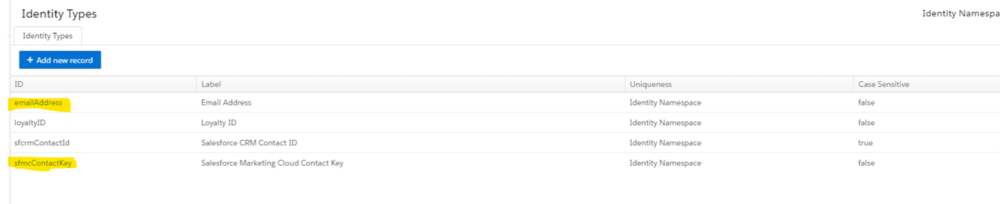 Identity Types
Identity Namespa
Identity Types
+ Add new record
ID Label Uniqueness Case Sensitive
emailAddress Email Address Identity Namespace false
loyaltyID Loyalty ID Identity Namespace false
sfcrmContactId Salesforce CRM Contact ID Identity Namespace true
sfmcContactKey Salesforce Marketing Cloud Contact Key Identity Namespace false